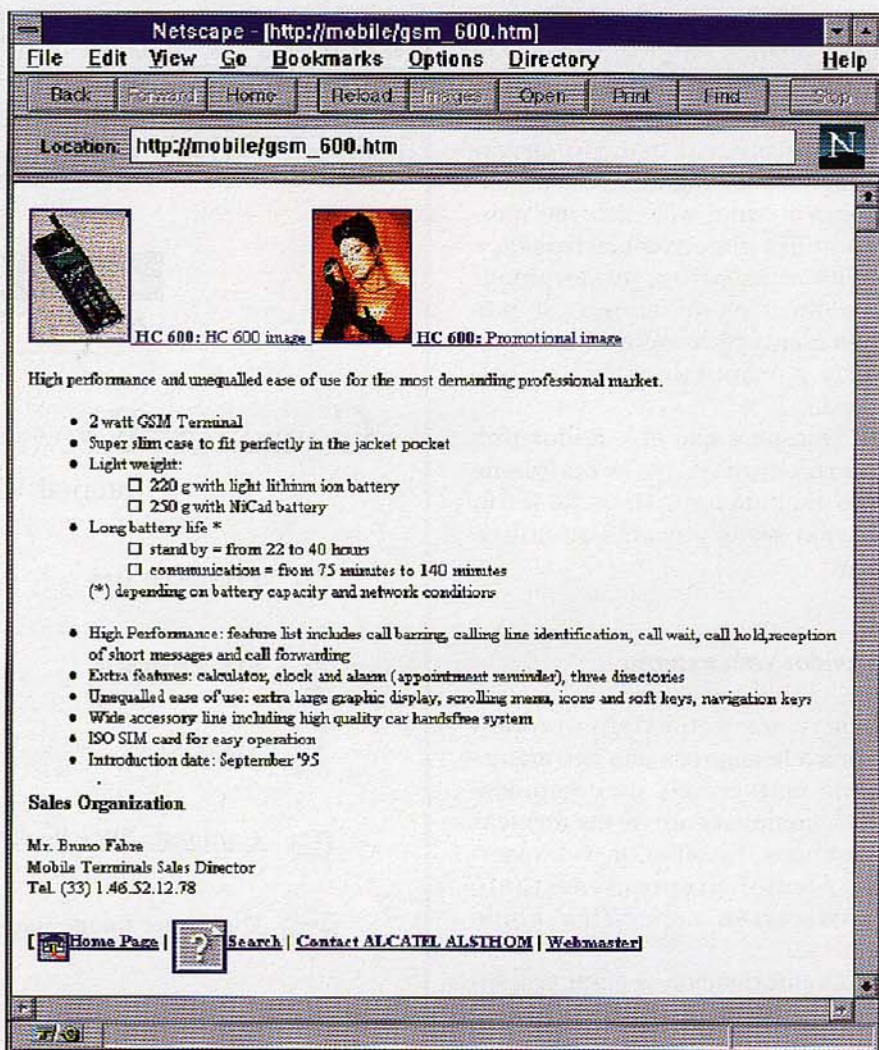 Netscape - [http://mobile/gsm_600.htm]
File Edit View Go Bookmarks Options Directory Help
Back Forward Home Reload Images Open Print Find Stop
Location: http://mobile/gsm_600.htm N
HC 600: HC 600 image HC 600: Promotional image
High performance and unequalled ease of use for the most demanding professional market.
• 2 watt GSM Terminal
• Super slim case to fit perfectly in the jacket pocket
• Light weight:
□ 220 g with light lithium ion battery
□ 250 g with NiCad battery
• Long battery life *
□ stand by = from 22 to 40 hours
□ communication = from 75 minutes to 140 minutes
(*) depending on battery capacity and network conditions
• High Performance: feature list includes call barring, calling line identification, call wait, call hold,reception
of short messages and call forwarding
• Extra features: calculator, clock and alarm (appointment reminder), three directories
• Unequalled ease of use: extra large graphic display, scrolling menu, icons and soft keys, navigation keys
• Wide accessory line including high quality car handsfree system
• ISO SIM card for easy operation
• Introduction date: September '95
Sales Organization
Mr. Bruno Fabre
Mobile Terminals Sales Director
Tel. (33) 1.46.52.12.78
[ Home Page | ? Search | Contact ALCATEL ALSTHOM | Webmaster]